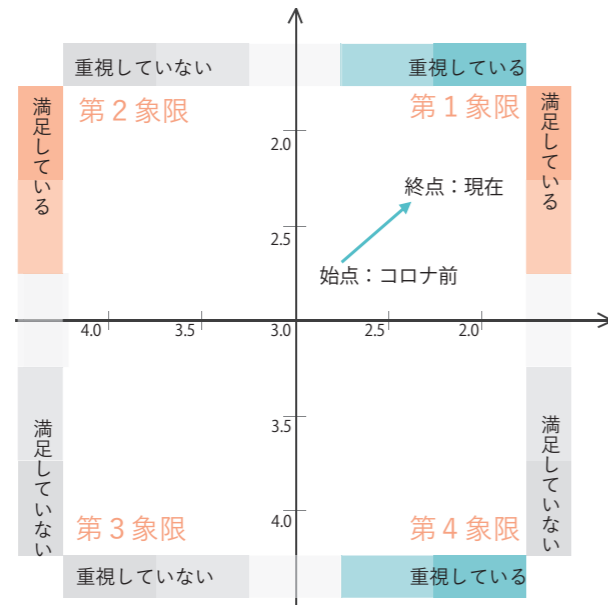 重視していない
重視している
満足している
第2象限
第1象限
満足している
2.0
終点：現在
2.5
始点：コロナ前
4.0
3.5
3.0
2.5
2.0
3.5
満足していない
満足していない
4.0
第3象限
第4象限
重視していない
重視している